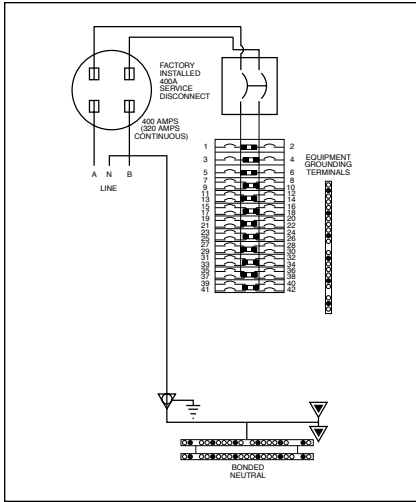 FACTORY
INSTALLED
400A
SERVICE
DISCONNECT
400 AMPS
(320 AMPS
CONTINUOUS)
A N B
LINE
EQUIPMENT
GROUNDING
TERMINALS
1 2
3 4
5 6
7 8
9 10
11 12
13 14
15 16
17 18
19 20
21 22
23 24
25 26
27 28
29 30
31 32
33 34
35 36
37 38
39 40
41 42
BONDED
NEUTRAL